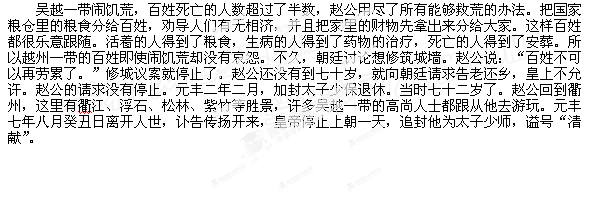 吴越一带闹饥荒，百姓死亡的人数超过了半数，赵公用尽了所有能够救荒的办法。把国家
粮仓里的粮食分给百姓，劝导人们有无相济，并且把家里的财物先拿出来分给大家。这样百姓
都很乐意跟随。活着的人得到了粮食，生病的人得到了药物的治疗，死亡的人得到了安葬。所
以越州一带的百姓即使闹饥荒却没有哀怨。不久，朝廷讨论想修筑城墙。赵公说：“百姓不可
以再劳累了。”修城议案就停止了。赵公还没有到七十岁，就向朝廷请求告老还乡，皇上不允
许。赵公的请求没有停止。元丰二年二月，加封太子少保退休。当时七十二岁了。赵公回到衢
州，这里有衢江、浮石、松林、紫竹等胜景，许多吴越一带的高尚人士都跟从他去游玩。元丰
七年八月癸丑日离开人世，讣告传扬开来，皇帝停止上朝一天，追封他为太子少师，谥号“清
献”。